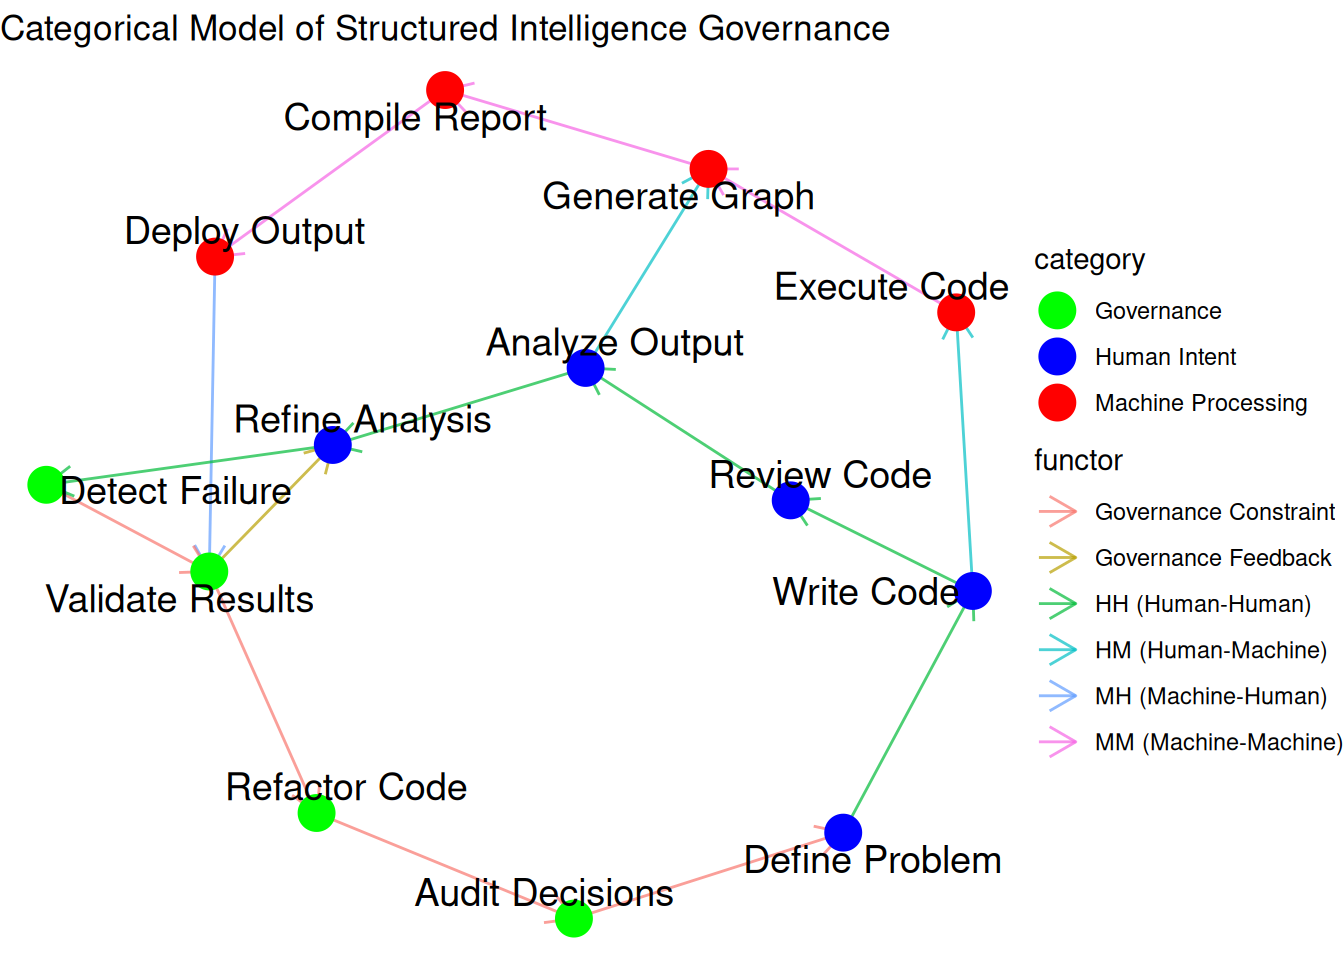 Categorical Model of Structured Intelligence Governance
Compile Report
Generate Graph
Deploy Output
Execute Code
Analyze Output
Refine Analysis
Review Code
Detect Failure
Write Code
Validate Results
Refactor Code
Define Problem
Audit Decisions
category
Governance
Human Intent
Machine Processing
functor
Governance Constraint
Governance Feedback
HH (Human-Human)
HM (Human-Machine)
MH (Machine-Human)
MM (Machine-Machine)